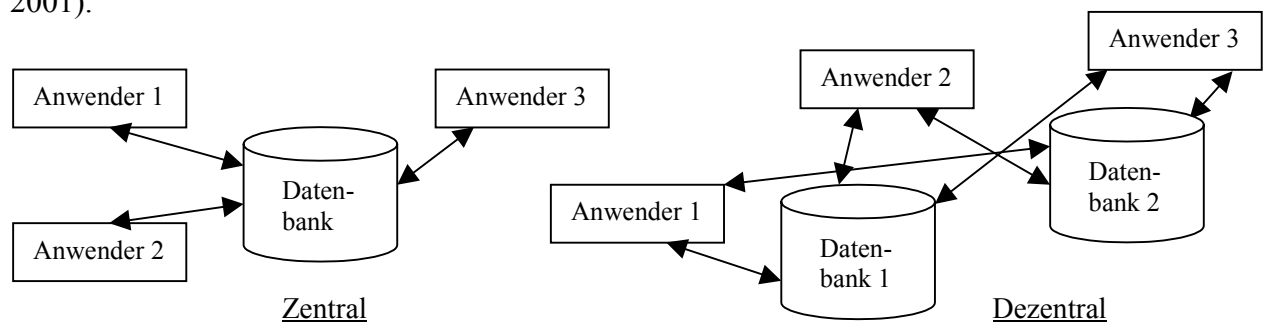 2001).
Anwender 1
Anwender 2
Anwender 3
Daten-
bank
Zentral
Anwender 1
Anwender 2
Anwender 3
Daten-
bank 1
Daten-
bank 2
Dezentral